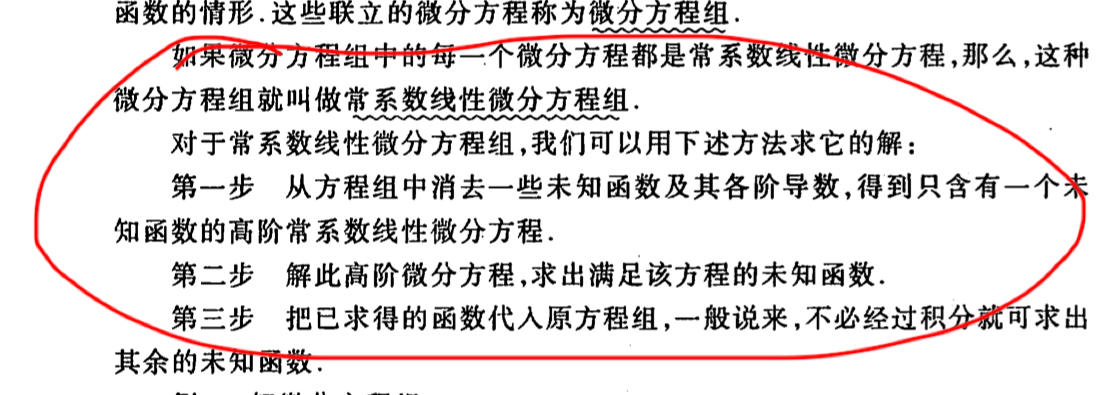 函数的情形.这些联立的微分方程称为微分方程组.
如果微分方程组中的每一个微分方程都是常系数线性微分方程,那么,这种
微分方程组就叫做常系数线性微分方程组.
对于常系数线性微分方程组,我们可以用下述方法求它的解:
第一步 从方程组中消去一些未知函数及其各阶导数,得到只含有一个未
知函数的高阶常系数线性微分方程.
第二步 解此高阶微分方程,求出满足该方程的未知函数.
第三步 把已求得的函数代入原方程组,一般说来,不必经过积分就可求出
其余的未知函数.